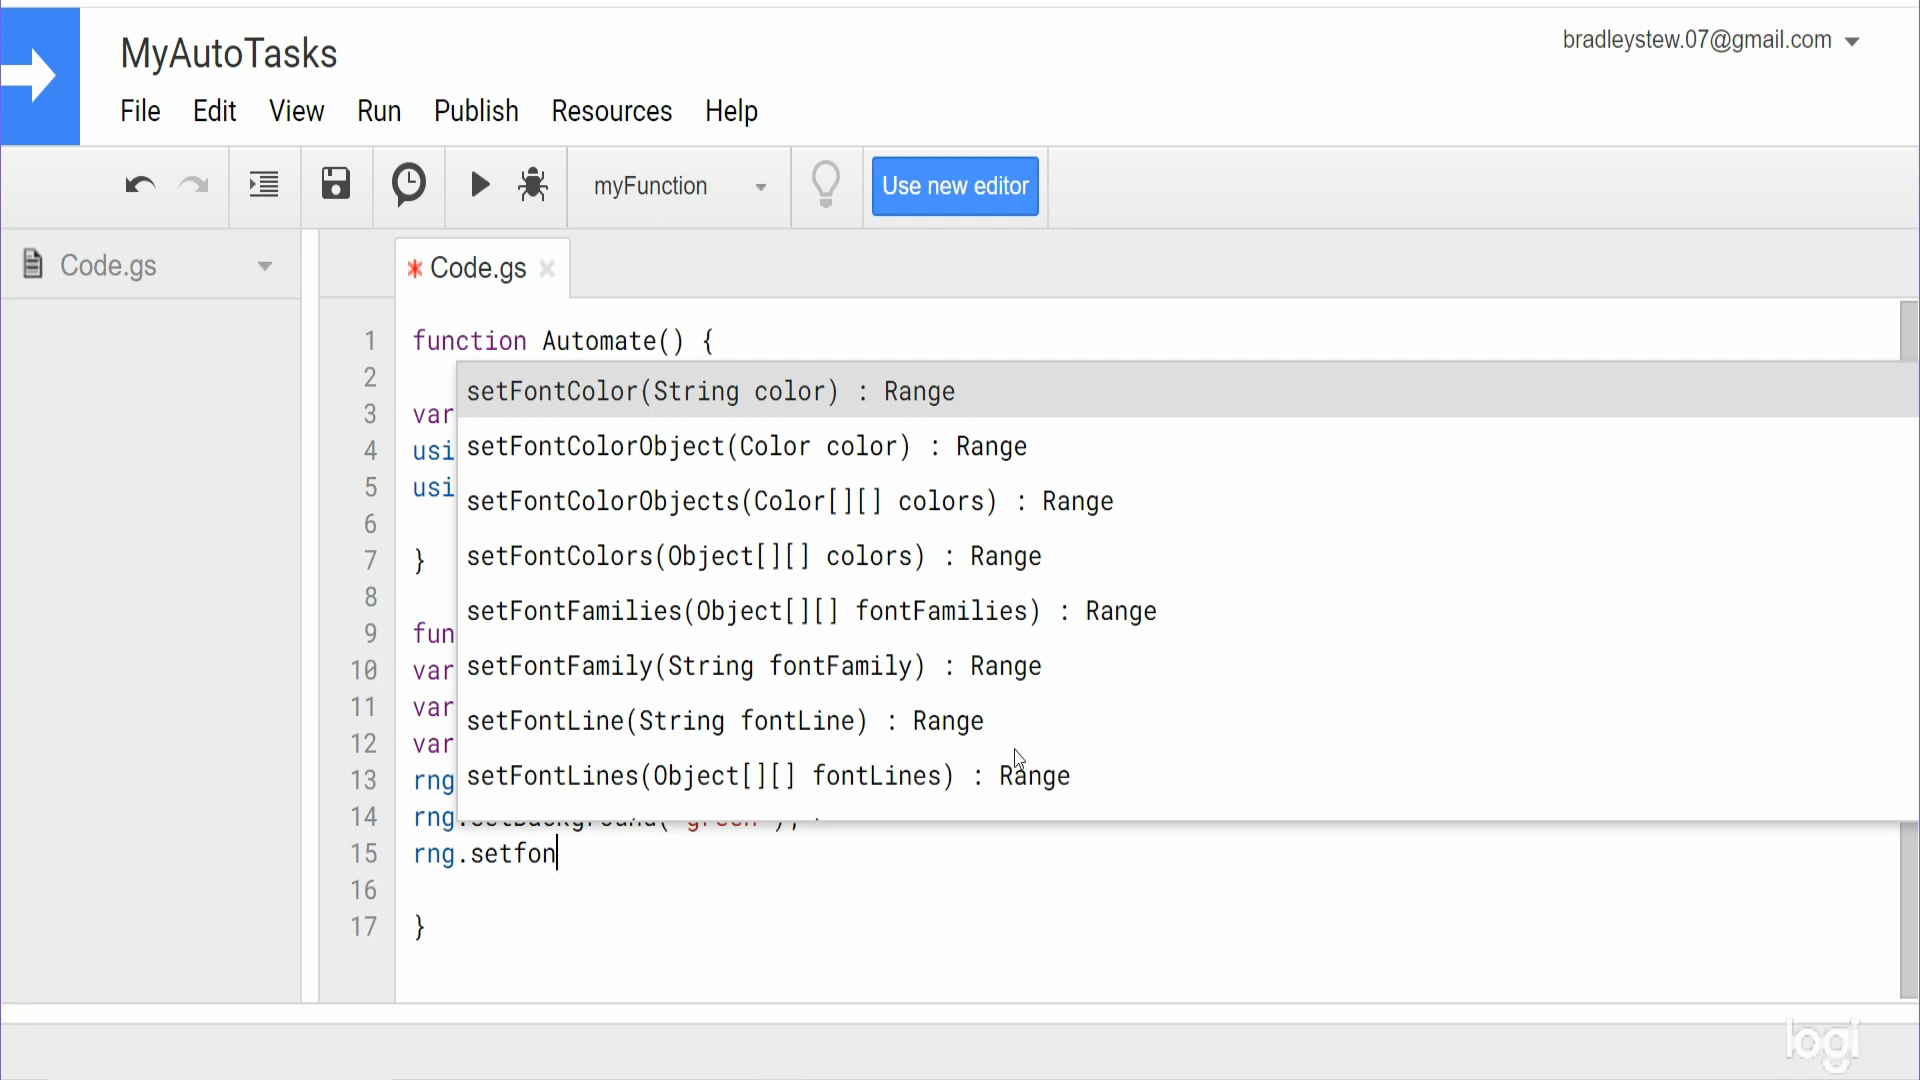 MyAutoTasks
bradleystew.07@gmail.com
File Edit View Run Publish Resources Help
myFunction
Use new editor
Code.gs
* Code.gs
1 function Automate() {
2
3 var
4 usi
5 usi
6
7 }
8
9 fun
10 var
11 var
12 var
13 rng
14 rng.setBackground("green");
15 rng.setfon
16
17 }
setFontColor(String color) : Range
setFontColorObject(Color color) : Range
setFontColorObjects(Color[][] colors) : Range
setFontColors(Object[][] colors) : Range
setFontFamilies(Object[][] fontFamilies) : Range
setFontFamily(String fontFamily) : Range
setFontLine(String fontLine) : Range
setFontLines(Object[][] fontLines) : Range
logi